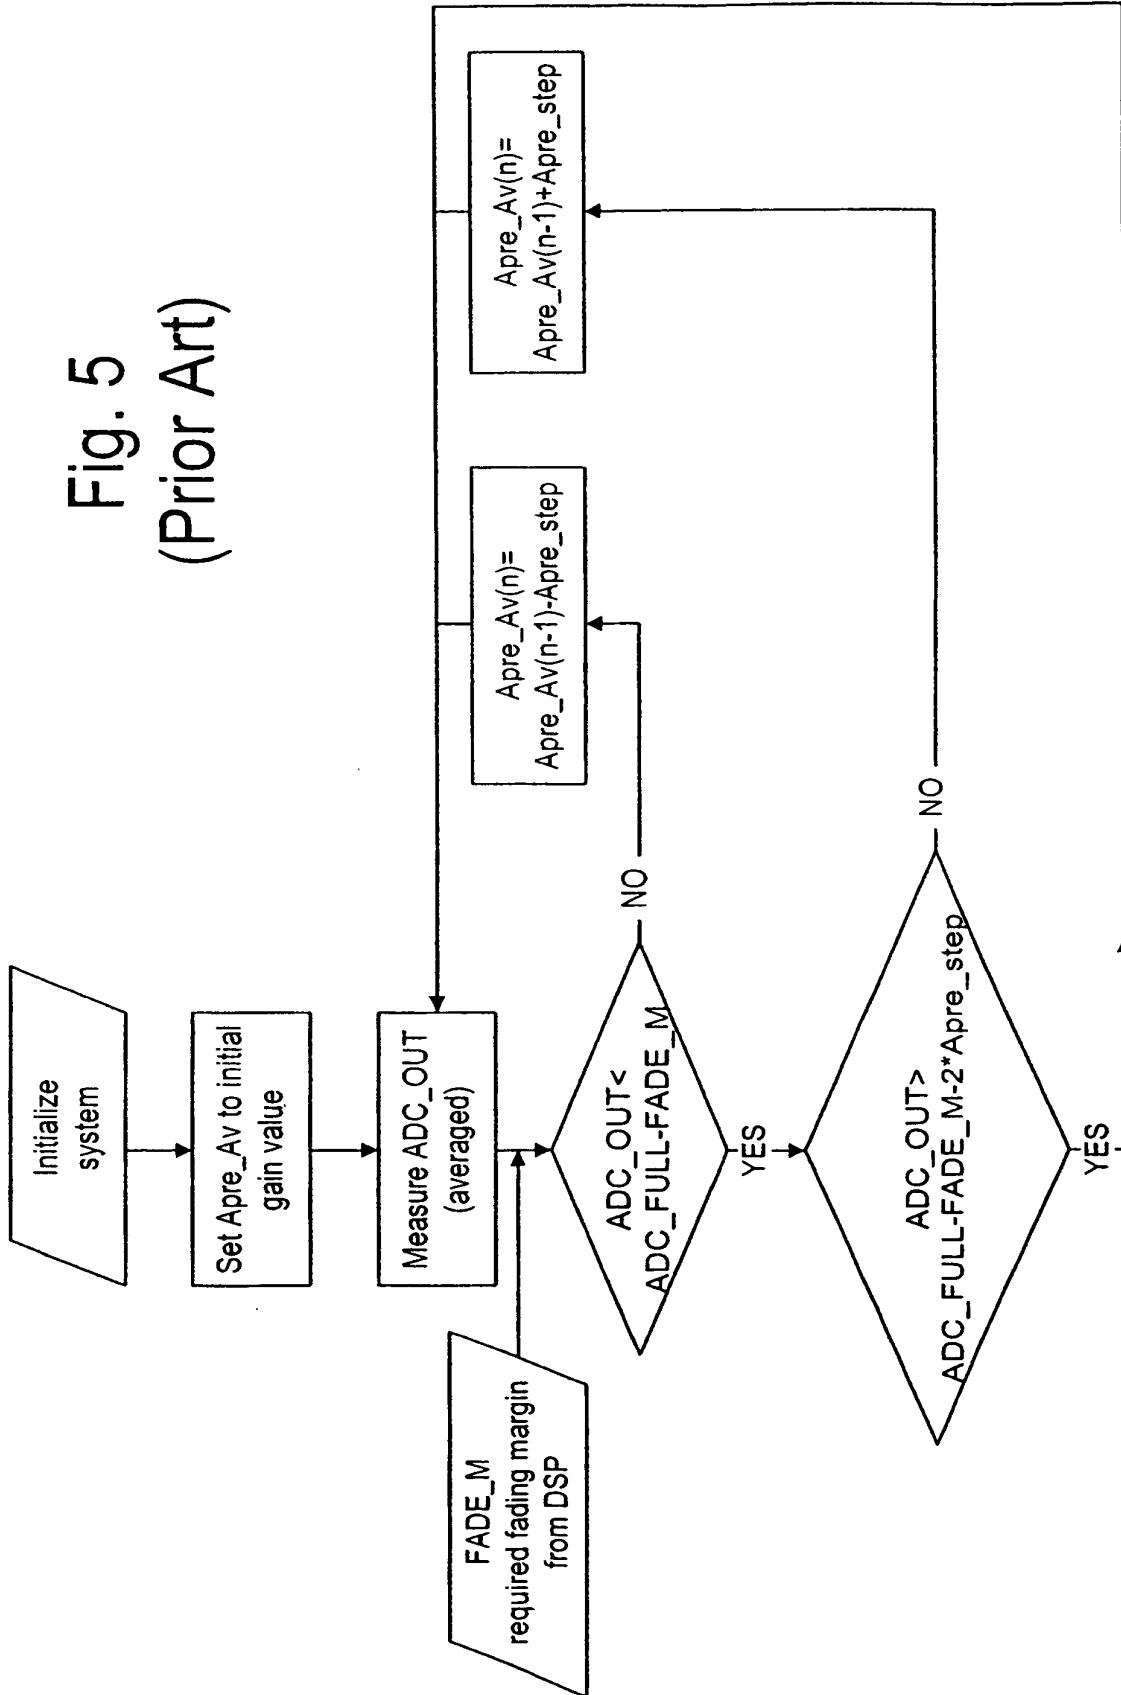 Fig. 5
(Prior Art)
Initialize
system
Set Apre_Av to initial
gain value
Measure ADC_OUT
(averaged)
FADE_M
required fading margin
from DSP
ADC_OUT<
ADC_FULL-FADE_M
NO
Apre_Av(n)=
Apre_Av(n-1)-Apre_step
YES
ADC_OUT>
ADC_FULL-FADE_M-2*Apre_step
NO
Apre_Av(n)=
Apre_Av(n-1)+Apre_step
YES